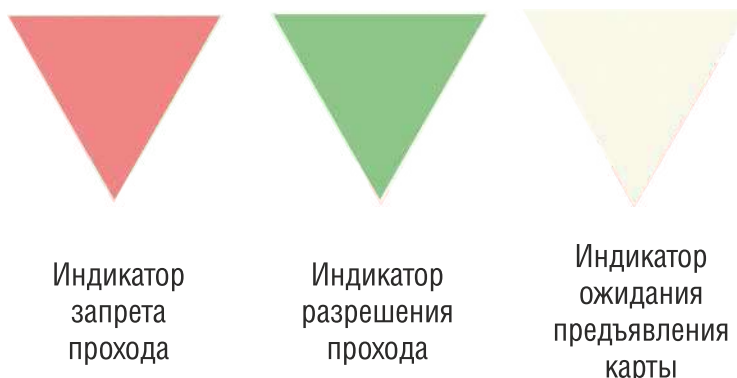 Индикатор
запрета
прохода
Индикатор
разрешения
прохода
Индикатор
ожидания
предъявления
карты